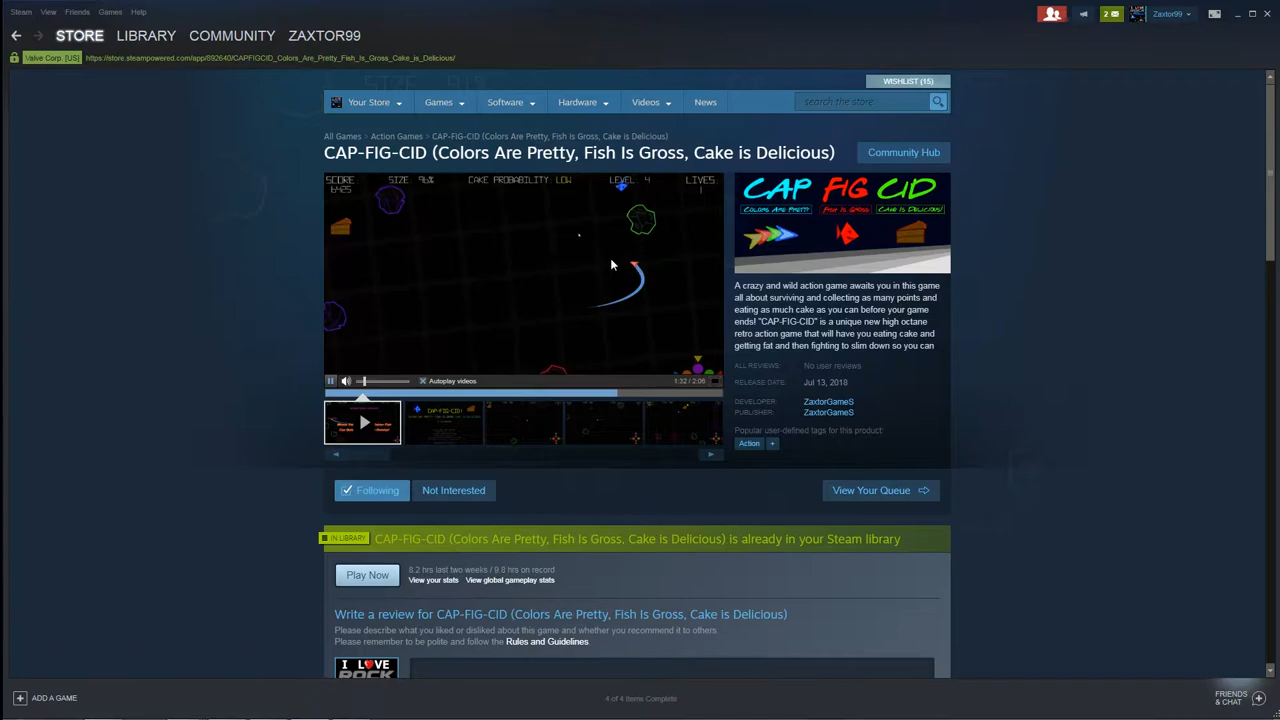 Steam View Friends Games Help
2 Zaxtor99
STORE LIBRARY COMMUNITY ZAXTOR99
Valve Corp. [US] https://store.steampowered.com/app/892640/CAPFIGCID_Colors_Are_Pretty_Fish_Is_Gross_Cake_is_Delicious/
WISHLIST (15)
Your Store Games Software Hardware Videos News search the store
All Games > Action Games > CAP-FIG-CID (Colors Are Pretty, Fish Is Gross, Cake is Delicious)
CAP-FIG-CID (Colors Are Pretty, Fish Is Gross, Cake is Delicious) Community Hub
SCORE: SIZE: 96% CAKE PROBABILITY: LOW LEVEL: 4 LIVES:
6425 1
CAP FIG CID
COLORS ARE PRETTY! FISH IS GROSS! CAKE IS DELICIOUS!
A crazy and wild action game awaits you in this game
all about surviving and collecting as many points and
eating as much cake as you can before your game
ends! "CAP-FIG-CID" is a unique new high octane
retro action game that will have you eating cake and
getting fat and then fighting to slim down so you can
ALL REVIEWS: No user reviews
RELEASE DATE: Jul 13, 2018
DEVELOPER: ZaxtorGameS
PUBLISHER: ZaxtorGameS
Popular user-defined tags for this product:
Action +
Autoplay videos 1:32 / 2:06
CAP-FIG-CID!
Following Not Interested View Your Queue
IN LIBRARY CAP-FIG-CID (Colors Are Pretty, Fish Is Gross, Cake is Delicious) is already in your Steam library
Play Now 8.2 hrs last two weeks / 9.8 hrs on record
View your stats View global gameplay stats
Write a review for CAP-FIG-CID (Colors Are Pretty, Fish Is Gross, Cake is Delicious)
Please describe what you liked or disliked about this game and whether you recommend it to others.
Please remember to be polite and follow the Rules and Guidelines.
I LOVE
ROCK
ADD A GAME 4 of 4 Items Complete FRIENDS
& CHAT